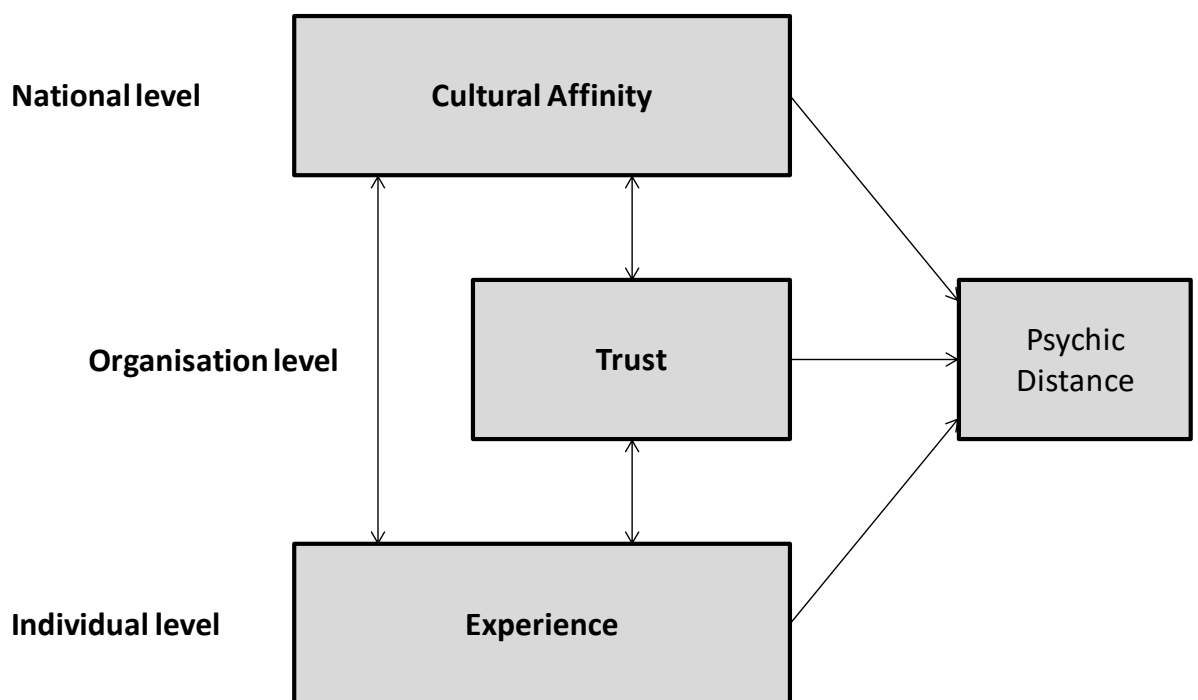 National level
Cultural Affinity
Organisation level
Trust
Psychic
Distance
Individual level
Experience